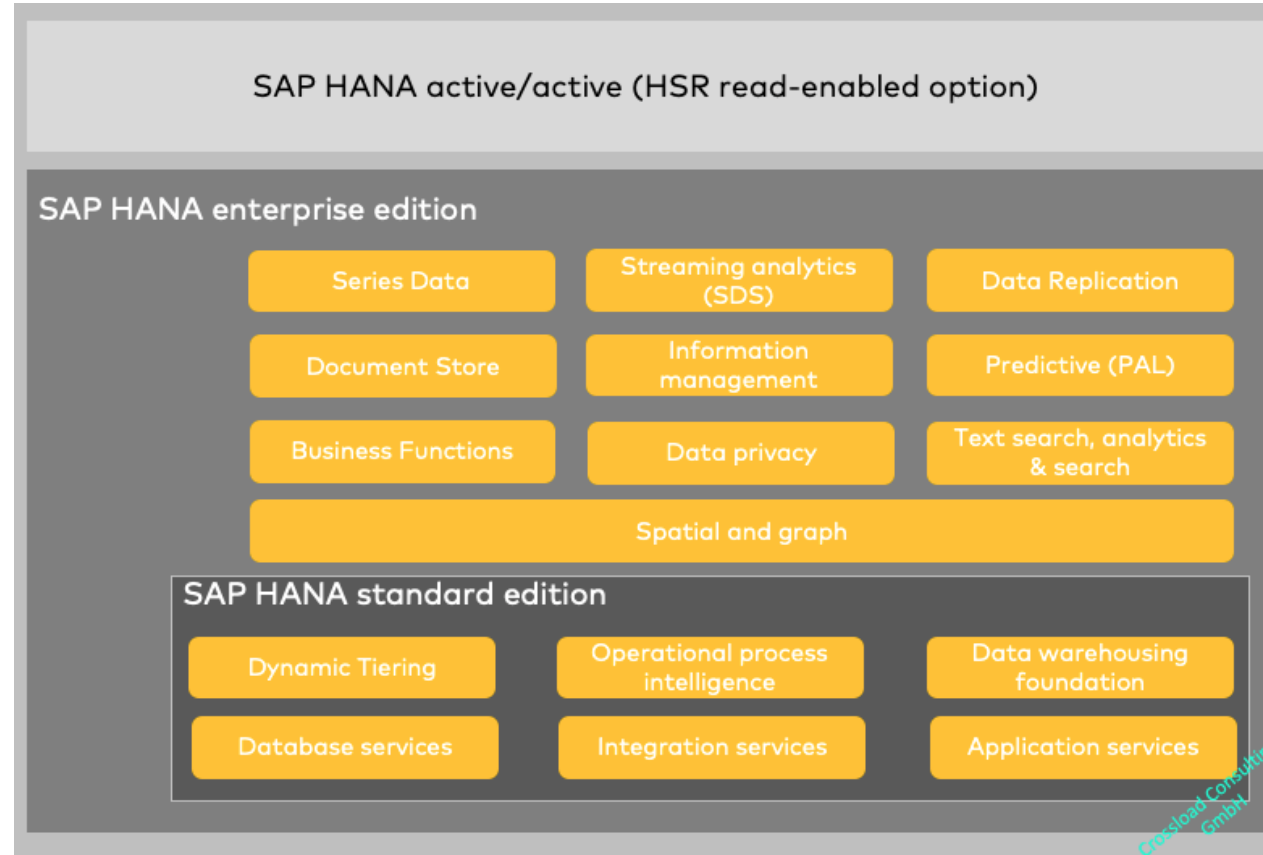 SAP HANA active/active (HSR read-enabled option)
SAP HANA enterprise edition
Series Data
Streaming analytics
(SDS)
Data Replication
Document Store
Information
management
Predictive (PAL)
Business Functions
Data privacy
Text search, analytics
& search
Spatial and graph
SAP HANA standard edition
Dynamic Tiering
Operational process
intelligence
Data warehousing
foundation
Database services
Integration services
Application services
Crossload
GmbH